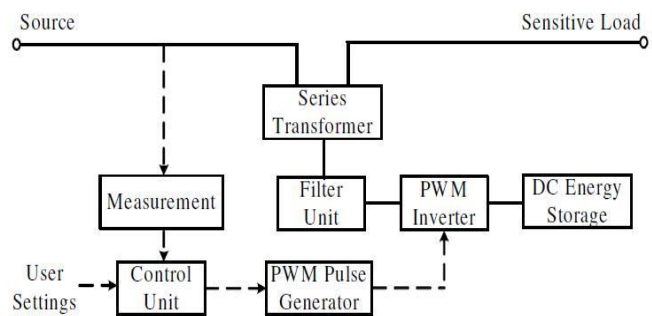 Source
Sensitive Load
Series
Transformer
Measurement
Filter
Unit
PWM
Inverter
DC Energy
Storage
User
Settings
Control
Unit
PWM Pulse
Generator